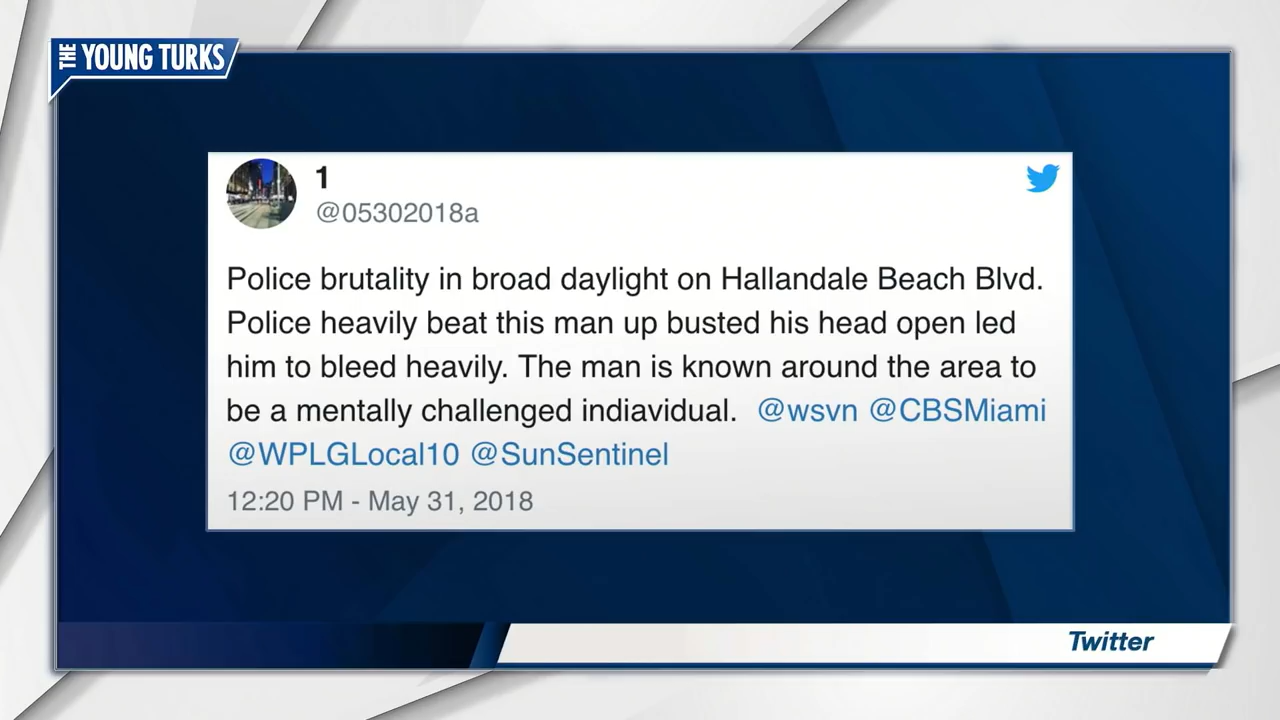 THE YOUNG TURKS
1
@05302018a
Police brutality in broad daylight on Hallandale Beach Blvd.
Police heavily beat this man up busted his head open led
him to bleed heavily. The man is known around the area to
be a mentally challenged indiavidual. @wsvn @CBSMiami
@WPLGLocal10 @SunSentinel
12:20 PM - May 31, 2018
Twitter